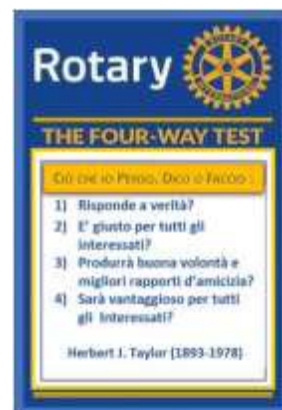 Rotary
THE FOUR-WAY TEST
CIÒ CHE IO PENSO, DICO O FACCIO :
1) Risponde a verità?
2) E' giusto per tutti gli
interessati?
3) Produrrà buona volontà e
migliori rapporti d'amicizia?
4) Sarà vantaggioso per tutti
gli Interessati?
Herbert J. Taylor (1893-1978)